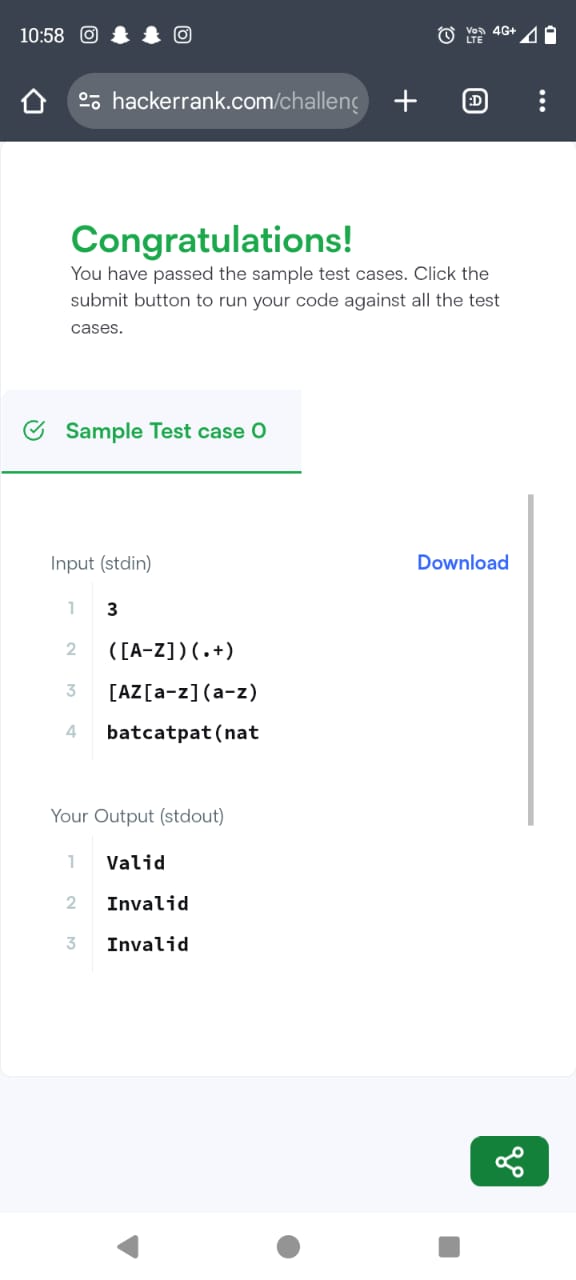 10:58
Vo)) LTE 4G+
hackerrank.com/challeng
:D
Congratulations!
You have passed the sample test cases. Click the
submit button to run your code against all the test
cases.
Sample Test case 0
Input (stdin)
Download
1 3
2 ([A-Z])(.+)
3 [AZ[a-z](a-z)
4 batcatpat(nat
Your Output (stdout)
1 Valid
2 Invalid
3 Invalid